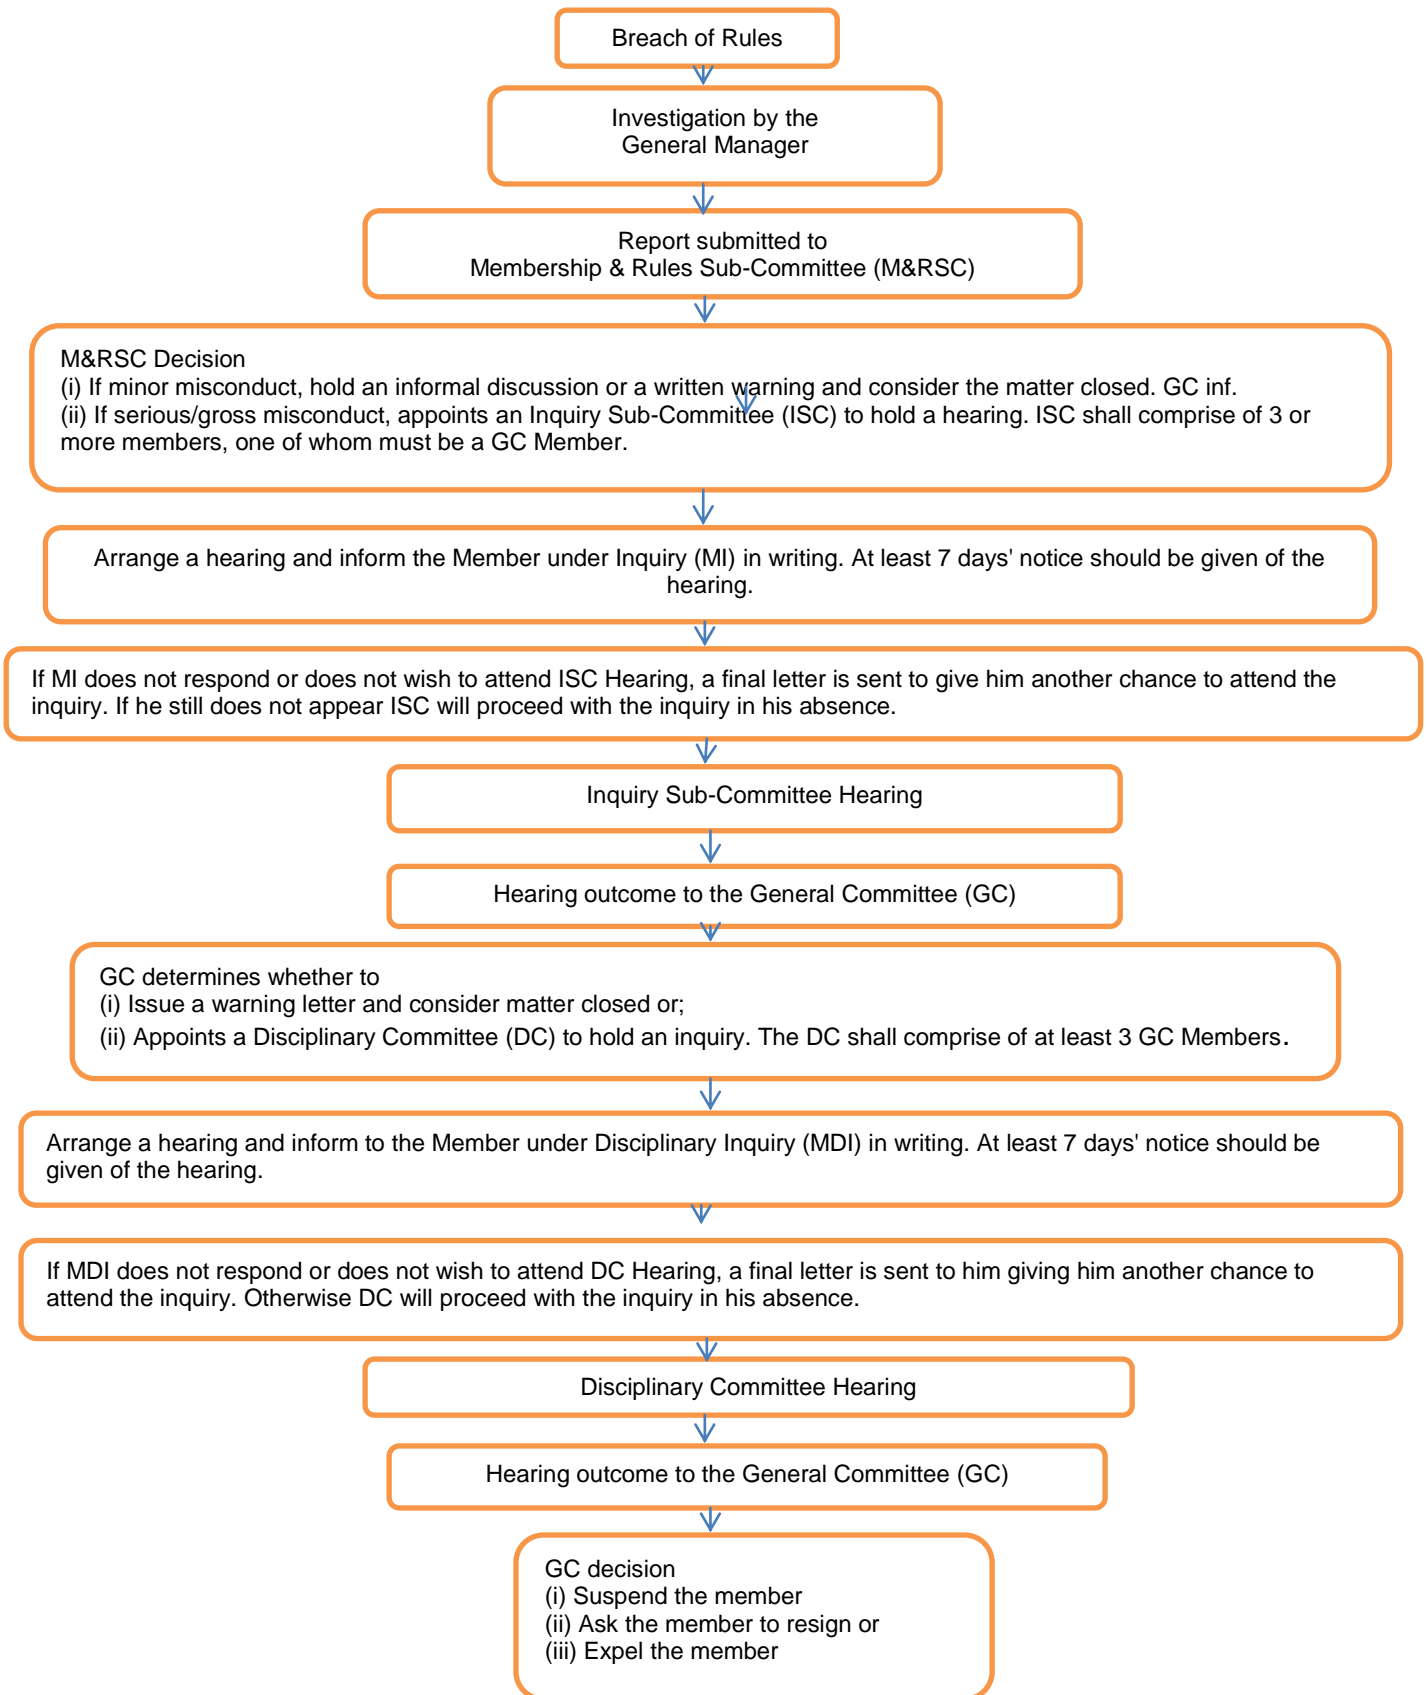 Breach of Rules
Investigation by the
General Manager
Report submitted to
Membership & Rules Sub-Committee (M&RSC)
M&RSC Decision
(i) If minor misconduct, hold an informal discussion or a written warning and consider the matter closed. GC inf.
(ii) If serious/gross misconduct, appoints an Inquiry Sub-Committee (ISC) to hold a hearing. ISC shall comprise of 3 or
more members, one of whom must be a GC Member.
Arrange a hearing and inform the Member under Inquiry (MI) in writing. At least 7 days' notice should be given of the
hearing.
If MI does not respond or does not wish to attend ISC Hearing, a final letter is sent to give him another chance to attend the
inquiry. If he still does not appear ISC will proceed with the inquiry in his absence.
Inquiry Sub-Committee Hearing
Hearing outcome to the General Committee (GC)
GC determines whether to
(i) Issue a warning letter and consider matter closed or;
(ii) Appoints a Disciplinary Committee (DC) to hold an inquiry. The DC shall comprise of at least 3 GC Members.
Arrange a hearing and inform to the Member under Disciplinary Inquiry (MDI) in writing. At least 7 days' notice should be
given of the hearing.
If MDI does not respond or does not wish to attend DC Hearing, a final letter is sent to him giving him another chance to
attend the inquiry. Otherwise DC will proceed with the inquiry in his absence.
Disciplinary Committee Hearing
Hearing outcome to the General Committee (GC)
GC decision
(i) Suspend the member
(ii) Ask the member to resign or
(iii) Expel the member